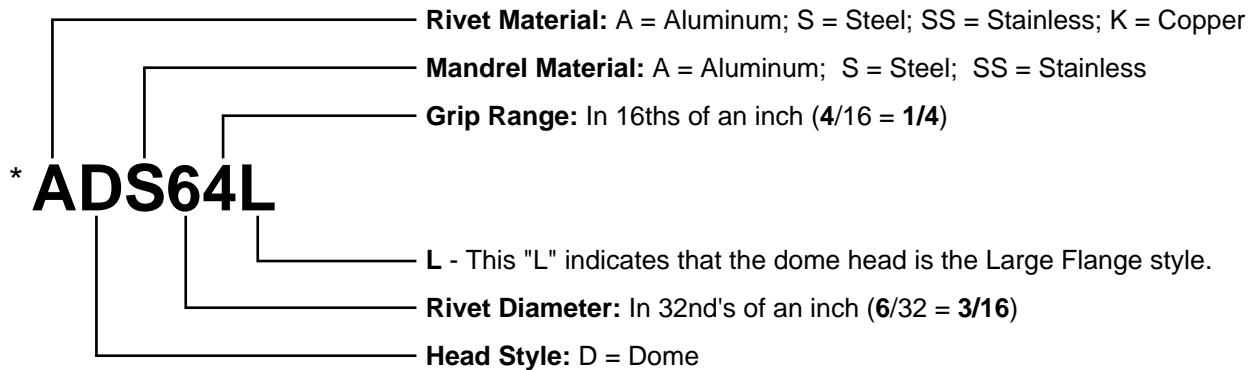 Rivet Material: A = Aluminum; S = Steel; SS = Stainless; K = Copper
Mandrel Material: A = Aluminum; S = Steel; SS = Stainless
Grip Range: In 16ths of an inch (4/16 = 1/4)
* ADS64L
L - This "L" indicates that the dome head is the Large Flange style.
Rivet Diameter: In 32nd's of an inch (6/32 = 3/16)
Head Style: D = Dome